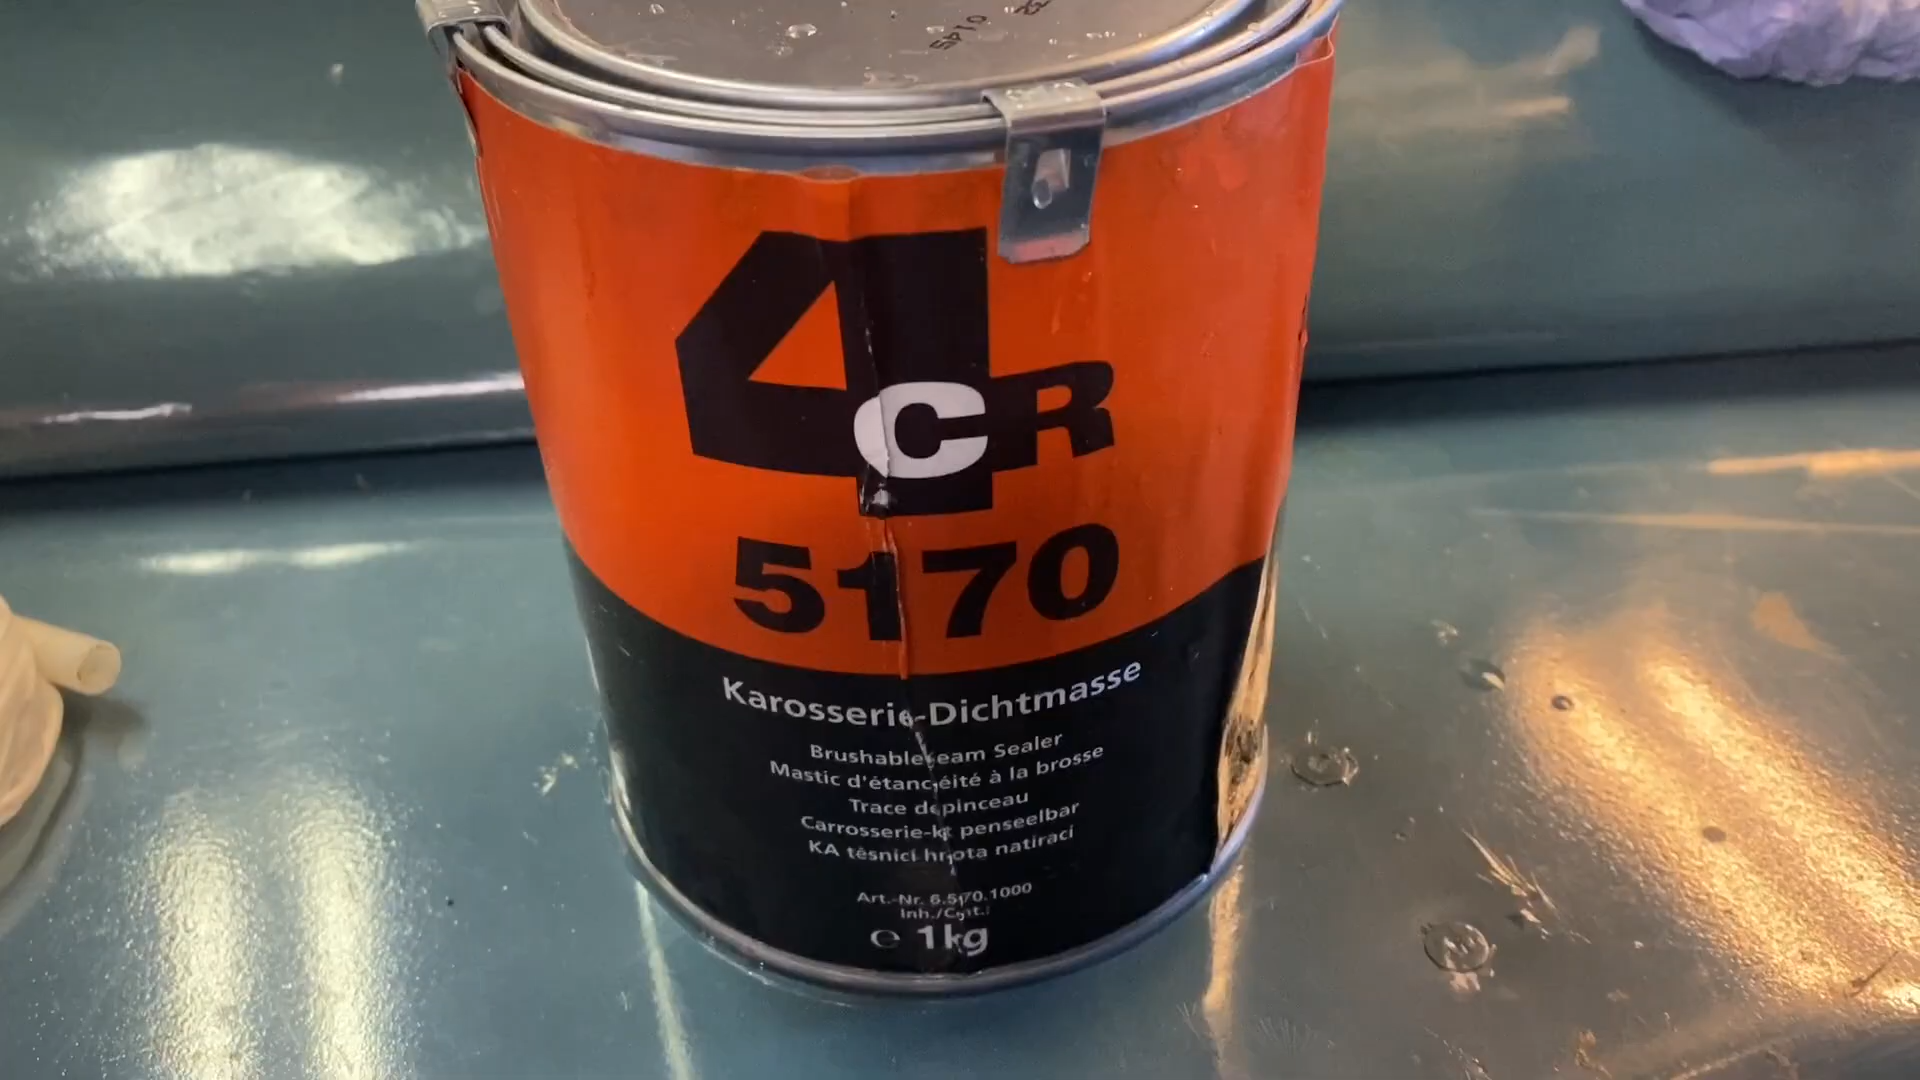 0145
4CR
5170
Karosserie-Dichtmasse
Brushable Seam Sealer
Mastic d'étanchéité à la brosse
Trace de pinceau
Carrosserie-kit penseelbar
KA těsnicí hmota natírací
Art.-Nr. 6.5170.1000
Inh./Cont.:
e 1kg